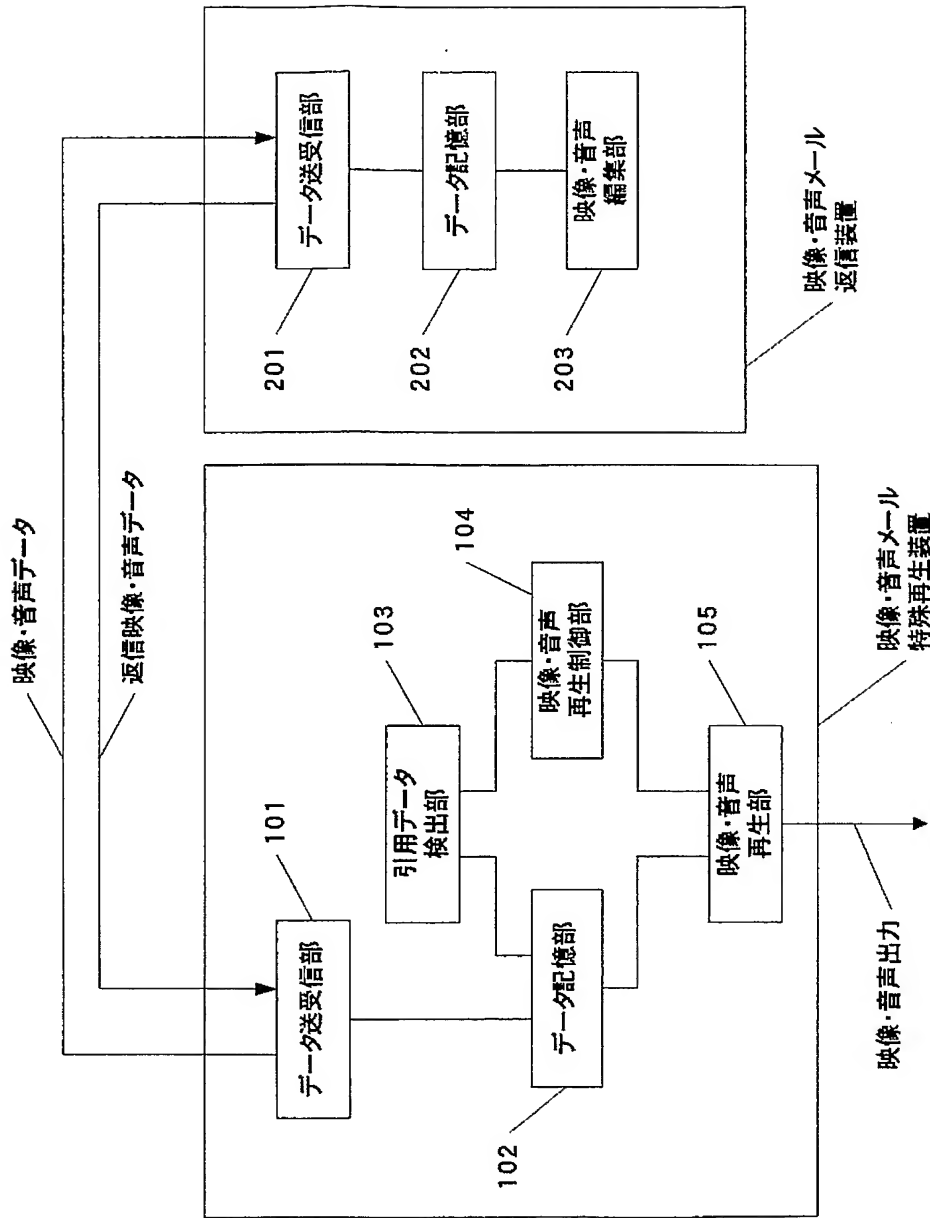 映像・音声データ
返信映像・音声データ
101
データ送受信部
103
引用データ
検出部
104
映像・音声
再生制御部
データ記憶部
102
105
映像・音声
再生部
映像・音声出力
映像・音声メール
特殊再生装置
201
データ送受信部
202
データ記憶部
203
映像・音声
編集部
映像・音声メール
返信装置